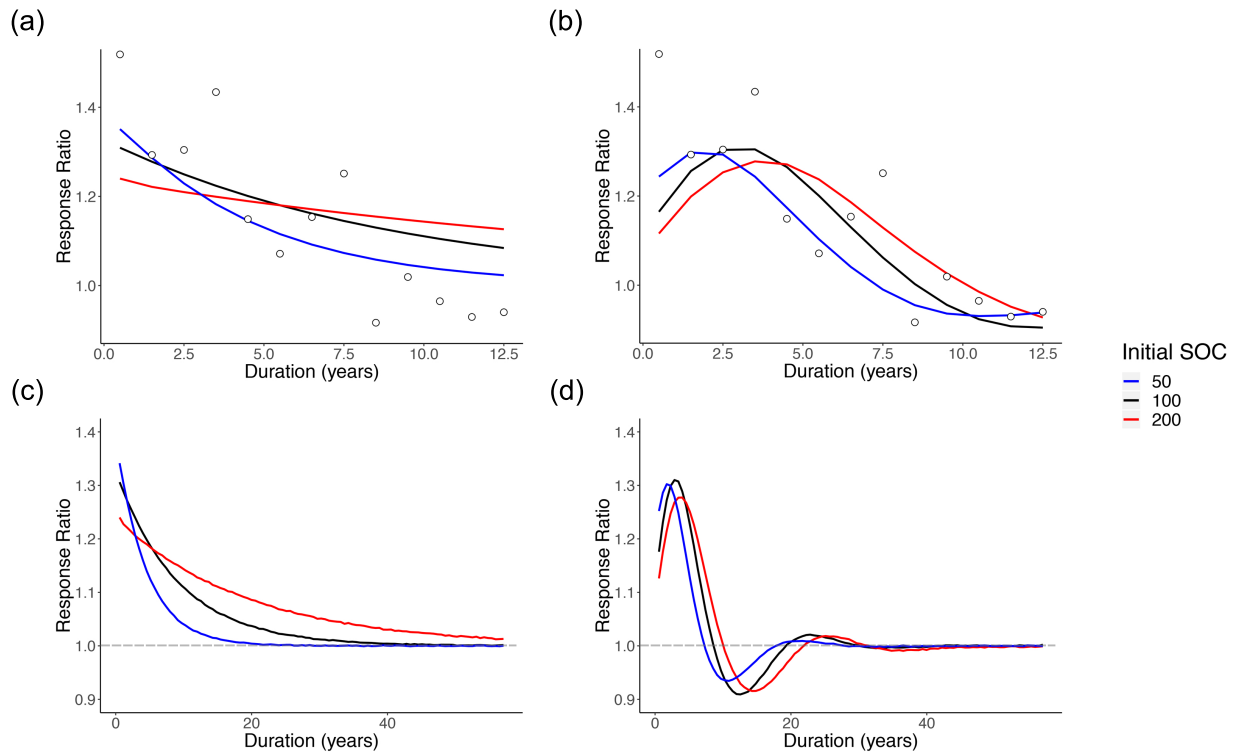 (a)
Response Ratio
1.4
1.2
1.0
0.0 2.5 5.0 7.5 10.0 12.5
Duration (years)
(b)
Response Ratio
1.4
1.2
1.0
0.0 2.5 5.0 7.5 10.0 12.5
Duration (years)
Initial SOC
50
100
200
(c)
Response Ratio
1.4
1.3
1.2
1.1
1.0
0.9
0 20 40
Duration (years)
(d)
Response Ratio
1.4
1.3
1.2
1.1
1.0
0.9
0 20 40
Duration (years)